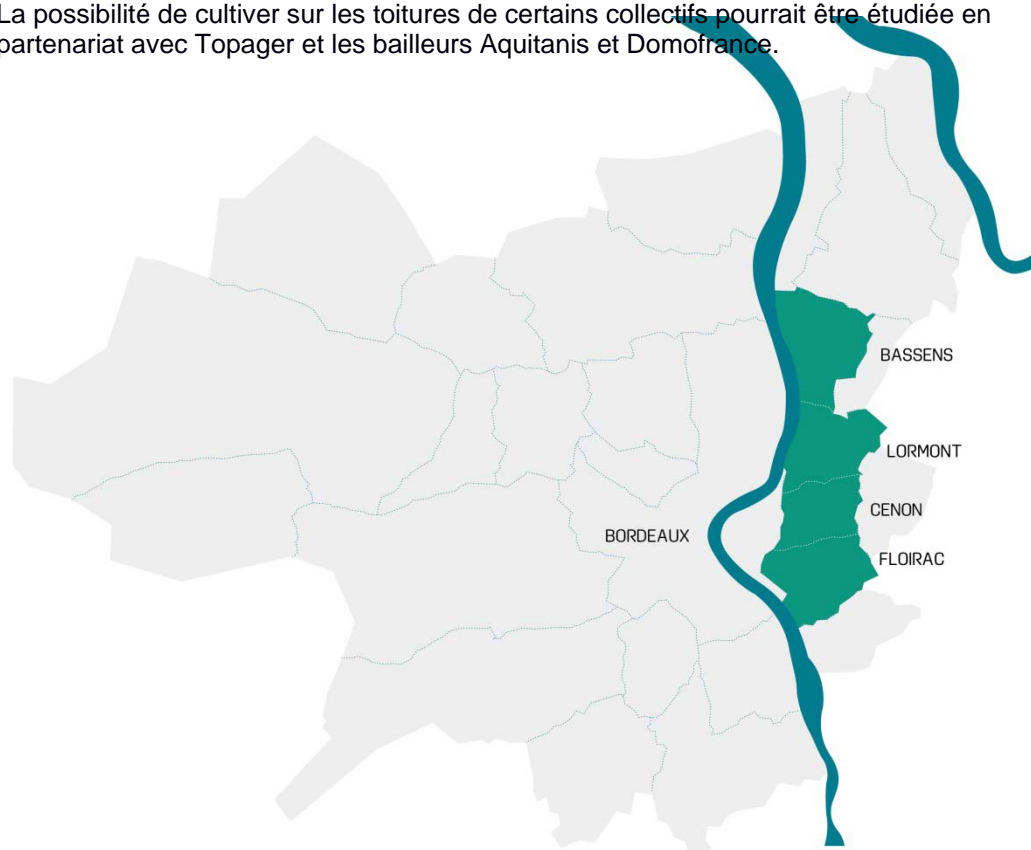 La possibilité de cultiver sur les toitures de certains collectifs pourrait être étudiée en
partenariat avec Topager et les bailleurs Aquitanis et Domofrance.
BASSENS
LORMONT
CENON
BORDEAUX
FLOIRAC